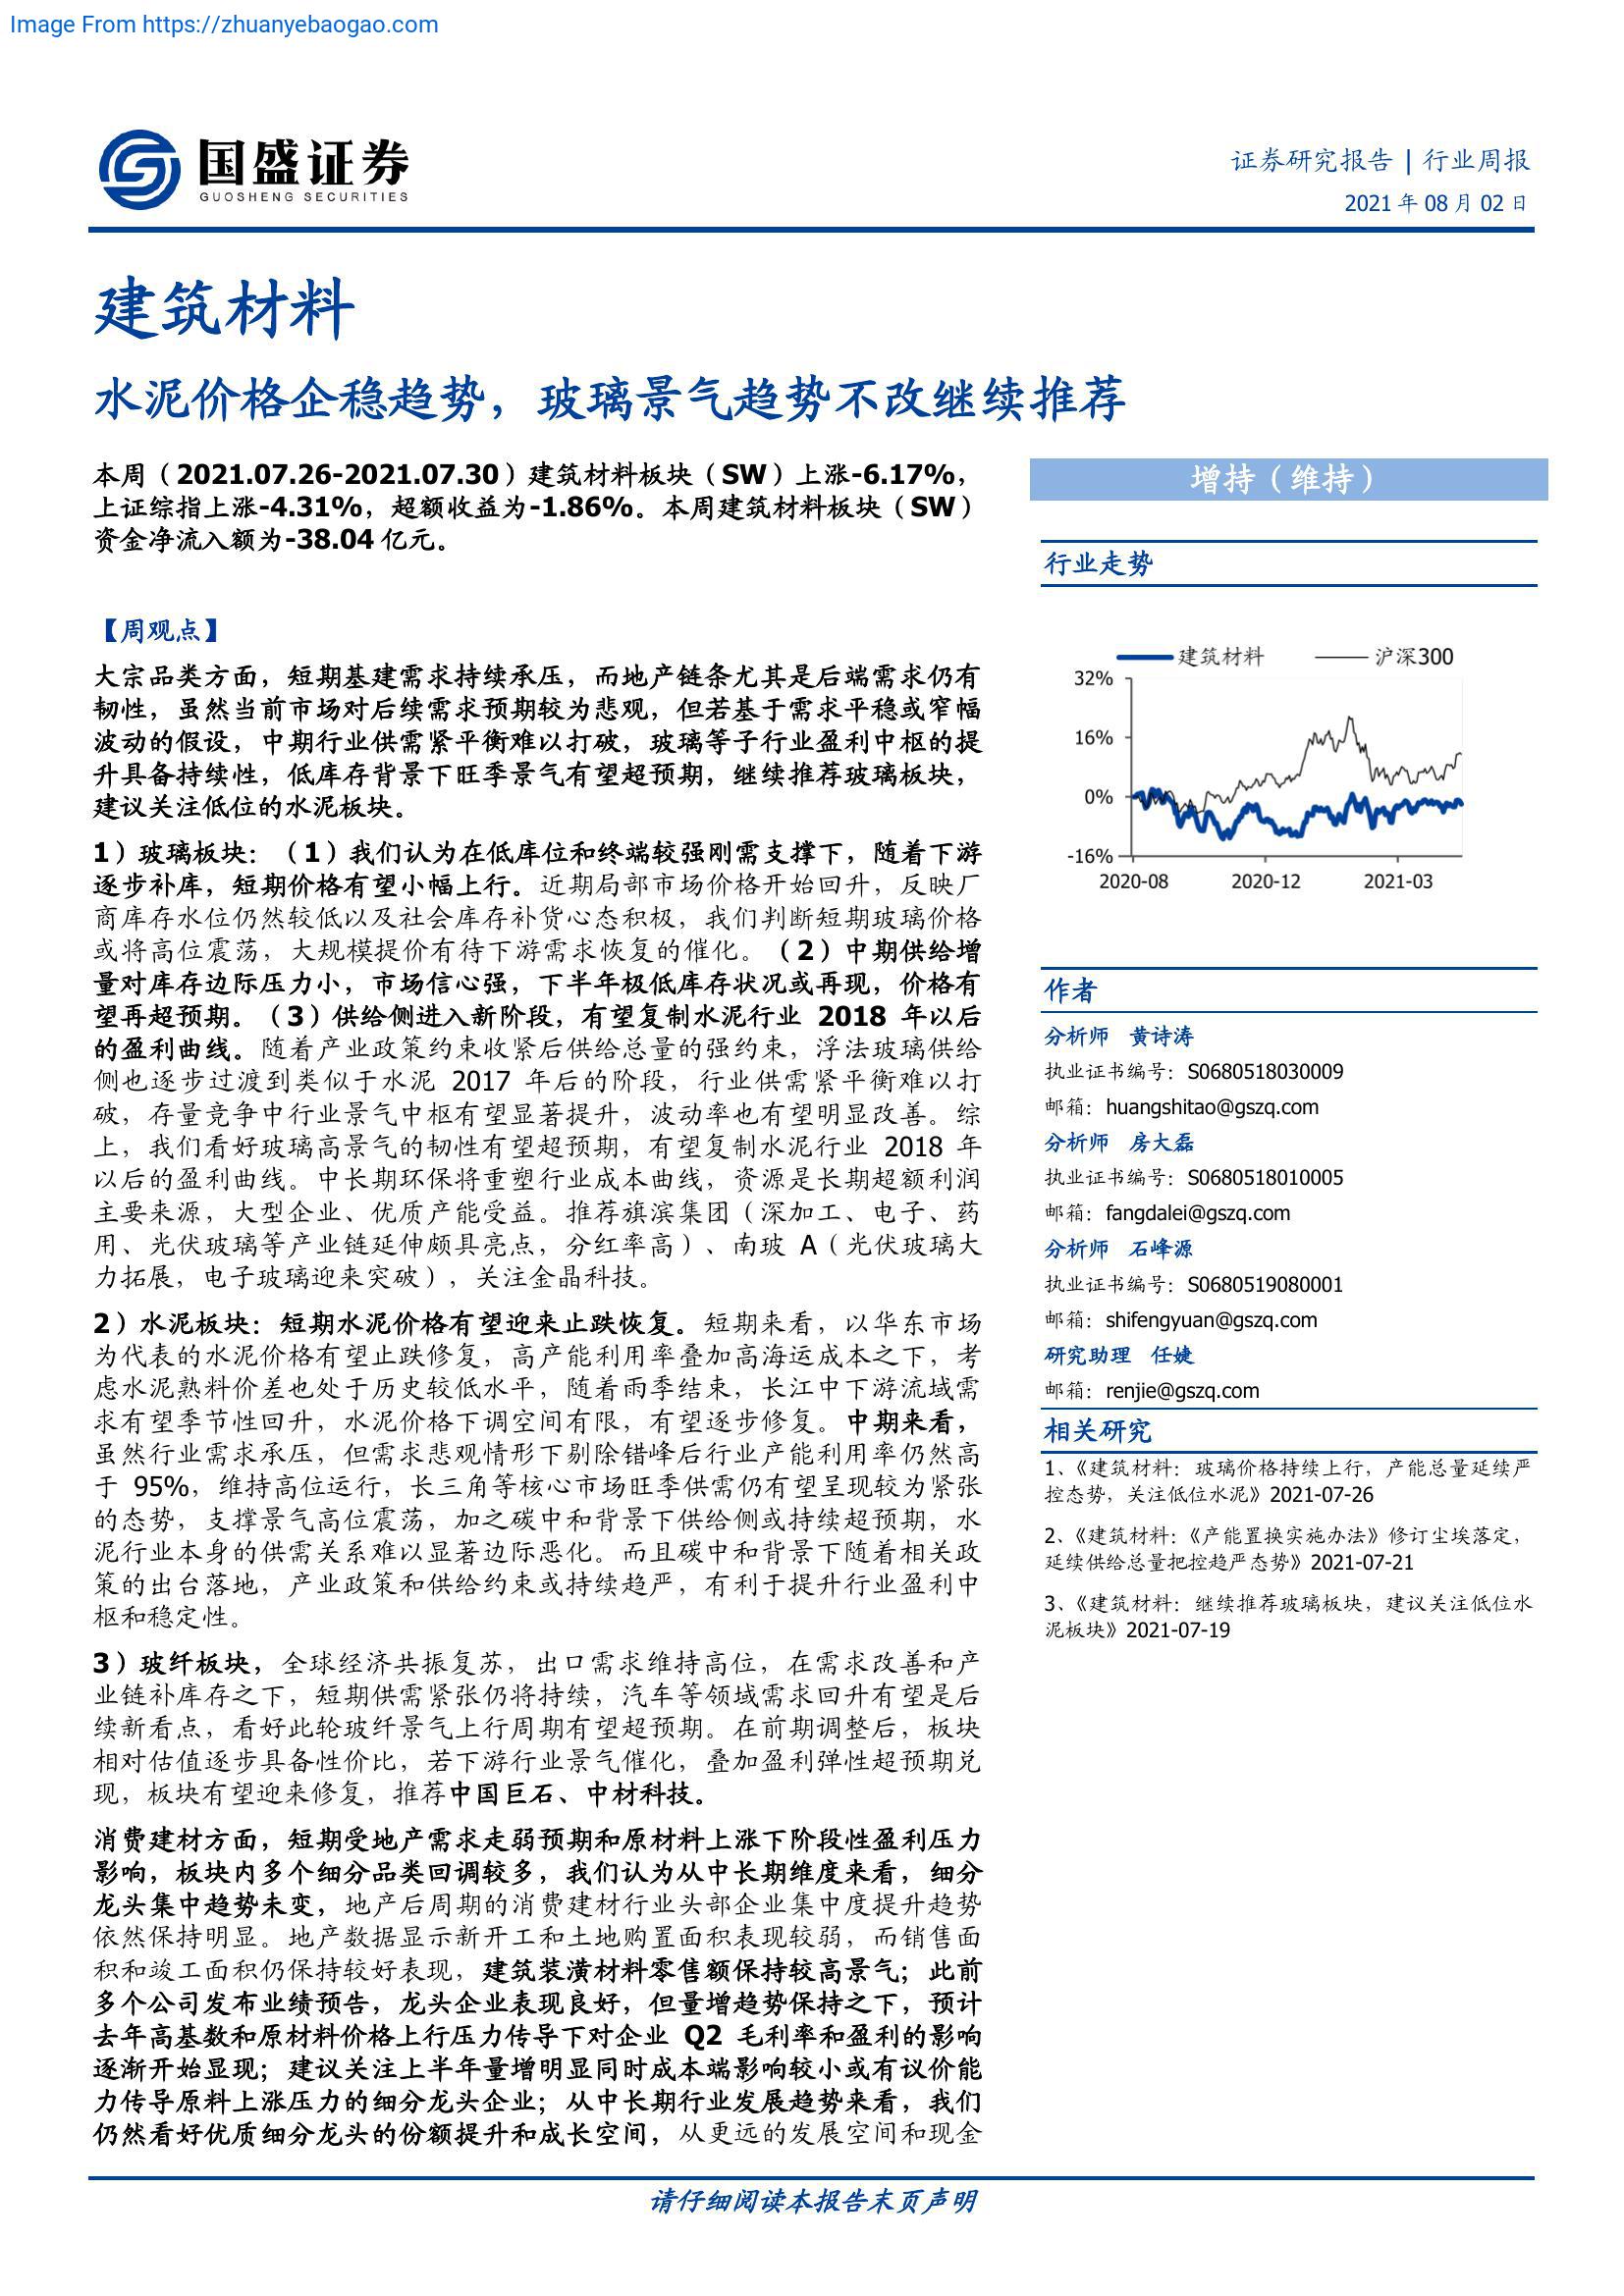 Image From https://zhuanyebaogao.com
国盛证券
GUOSHENG SECURITIES
证券研究报告 | 行业周报
2021 年 08 月 02 日
建筑材料
水泥价格企稳趋势，玻璃景气趋势不改继续推荐
本周（2021.07.26-2021.07.30）建筑材料板块（SW）上涨-6.17%，
上证综指上涨-4.31%，超额收益为-1.86%。本周建筑材料板块（SW）
资金净流入额为-38.04 亿元。
【周观点】
大宗品类方面，短期基建需求持续承压，而地产链条尤其是后端需求仍有
韧性，虽然当前市场对后续需求预期较为悲观，但若基于需求平稳或窄幅
波动的假设，中期行业供需紧平衡难以打破，玻璃等子行业盈利中枢的提
升具备持续性，低库存背景下旺季景气有望超预期，继续推荐玻璃板块，
建议关注低位的水泥板块。
1）玻璃板块：（1）我们认为在低库位和终端较强刚需支撑下，随着下游
逐步补库，短期价格有望小幅上行。近期局部市场价格开始回升，反映厂
商库存水位仍然较低以及社会库存补货心态积极，我们判断短期玻璃价格
或将高位震荡，大规模提价有待下游需求恢复的催化。（2）中期供给增
量对库存边际压力小，市场信心强，下半年极低库存状况或再现，价格有
望再超预期。（3）供给侧进入新阶段，有望复制水泥行业 2018 年以后
的盈利曲线。随着产业政策约束收紧后供给总量的强约束，浮法玻璃供给
侧也逐步过渡到类似于水泥 2017 年后的阶段，行业供需紧平衡难以打
破，存量竞争中行业景气中枢有望显著提升，波动率也有望明显改善。综
上，我们看好玻璃高景气的韧性有望超预期，有望复制水泥行业 2018 年
以后的盈利曲线。中长期环保将重塑行业成本曲线，资源是长期超额利润
主要来源，大型企业、优质产能受益。推荐旗滨集团（深加工、电子、药
用、光伏玻璃等产业链延伸颇具亮点，分红率高）、南玻 A（光伏玻璃大
力拓展，电子玻璃迎来突破），关注金晶科技。
2）水泥板块：短期水泥价格有望迎来止跌恢复。短期来看，以华东市场
为代表的水泥价格有望止跌修复，高产能利用率叠加高海运成本之下，考
虑水泥熟料价差也处于历史较低水平，随着雨季结束，长江中下游流域需
求有望季节性回升，水泥价格下调空间有限，有望逐步修复。中期来看，
虽然行业需求承压，但需求悲观情形下剔除错峰后行业产能利用率仍然高
于 95%，维持高位运行，长三角等核心市场旺季供需仍有望呈现较为紧张
的态势，支撑景气高位震荡，加之碳中和背景下供给侧或持续超预期，水
泥行业本身的供需关系难以显著边际恶化。而且碳中和背景下随着相关政
策的出台落地，产业政策和供给约束或持续趋严，有利于提升行业盈利中
枢和稳定性。
3）玻纤板块，全球经济共振复苏，出口需求维持高位，在需求改善和产
业链补库存之下，短期供需紧张仍将持续，汽车等领域需求回升有望是后
续新看点，看好此轮玻纤景气上行周期有望超预期。在前期调整后，板块
相对估值逐步具备性价比，若下游行业景气催化，叠加盈利弹性超预期兑
现，板块有望迎来修复，推荐中国巨石、中材科技。
消费建材方面，短期受地产需求走弱预期和原材料上涨下阶段性盈利压力
影响，板块内多个细分品类回调较多，我们认为从中长期维度来看，细分
龙头集中趋势未变，地产后周期的消费建材行业头部企业集中度提升趋势
依然保持明显。地产数据显示新开工和土地购置面积表现较弱，而销售面
积和竣工面积仍保持较好表现，建筑装潢材料零售额保持较高景气；此前
多个公司发布业绩预告，龙头企业表现良好，但量增趋势保持之下，预计
去年高基数和原材料价格上行压力传导下对企业 Q2 毛利率和盈利的影响
逐渐开始显现；建议关注上半年量增明显同时成本端影响较小或有议价能
力传导原料上涨压力的细分龙头企业；从中长期行业发展趋势来看，我们
仍然看好优质细分龙头的份额提升和成长空间，从更远的发展空间和现金
增持（维持）
行业走势
建筑材料 沪深300
32%
16%
0%
-16%
2020-08 2020-12 2021-03
作者
分析师 黄诗涛
执业证书编号：S0680518030009
邮箱：huangshitao@gszq.com
分析师 房大磊
执业证书编号：S0680518010005
邮箱：fangdalei@gszq.com
分析师 石峰源
执业证书编号：S0680519080001
邮箱：shifengyuan@gszq.com
研究助理 任婕
邮箱：renjie@gszq.com
相关研究
1、《建筑材料：玻璃价格持续上行，产能总量延续严
控态势，关注低位水泥》2021-07-26
2、《建筑材料：《产能置换实施办法》修订尘埃落定，
延续供给总量把控趋严态势》2021-07-21
3、《建筑材料：继续推荐玻璃板块，建议关注低位水
泥板块》2021-07-19
请仔细阅读本报告末页声明